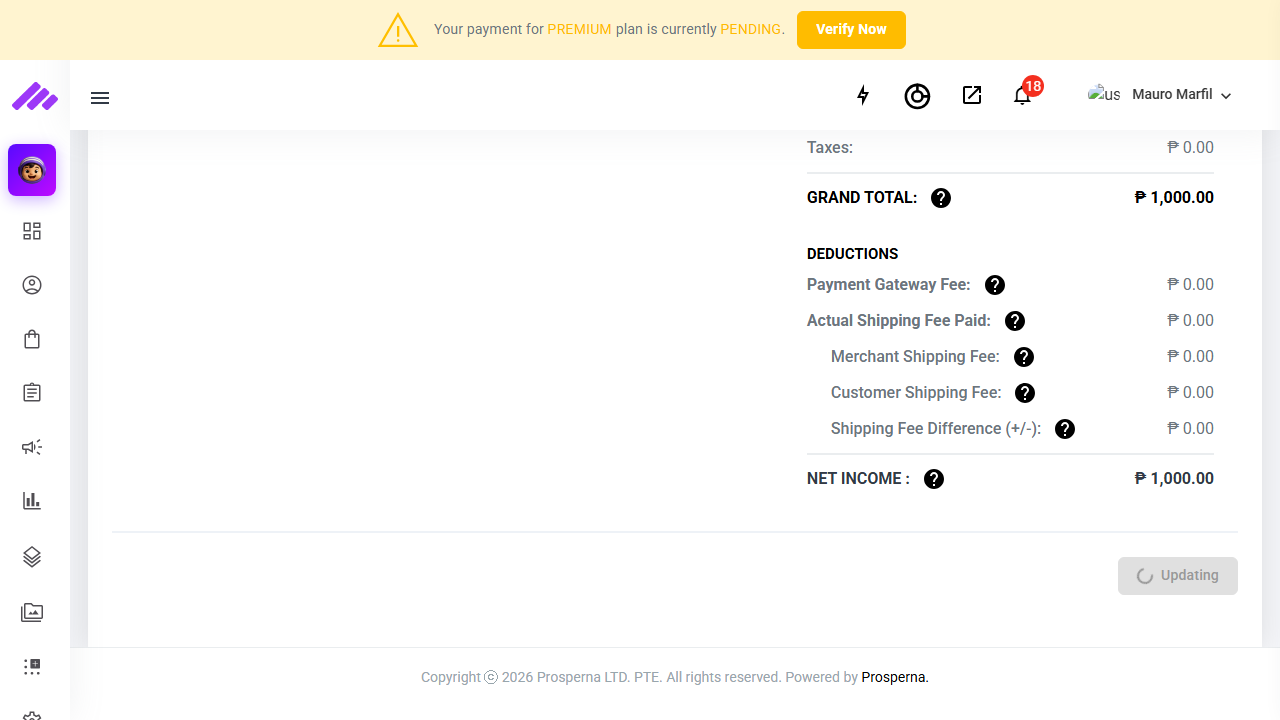 Your payment for PREMIUM plan is currently PENDING. Verify Now
18
us Mauro Marfil
Taxes: ₱ 0.00
GRAND TOTAL: ₱ 1,000.00
DEDUCTIONS
Payment Gateway Fee: ₱ 0.00
Actual Shipping Fee Paid: ₱ 0.00
Merchant Shipping Fee: ₱ 0.00
Customer Shipping Fee: ₱ 0.00
Shipping Fee Difference (+/-): ₱ 0.00
NET INCOME : ₱ 1,000.00
Updating
Copyright ⓒ 2026 Prosperna LTD. PTE. All rights reserved. Powered by Prosperna.